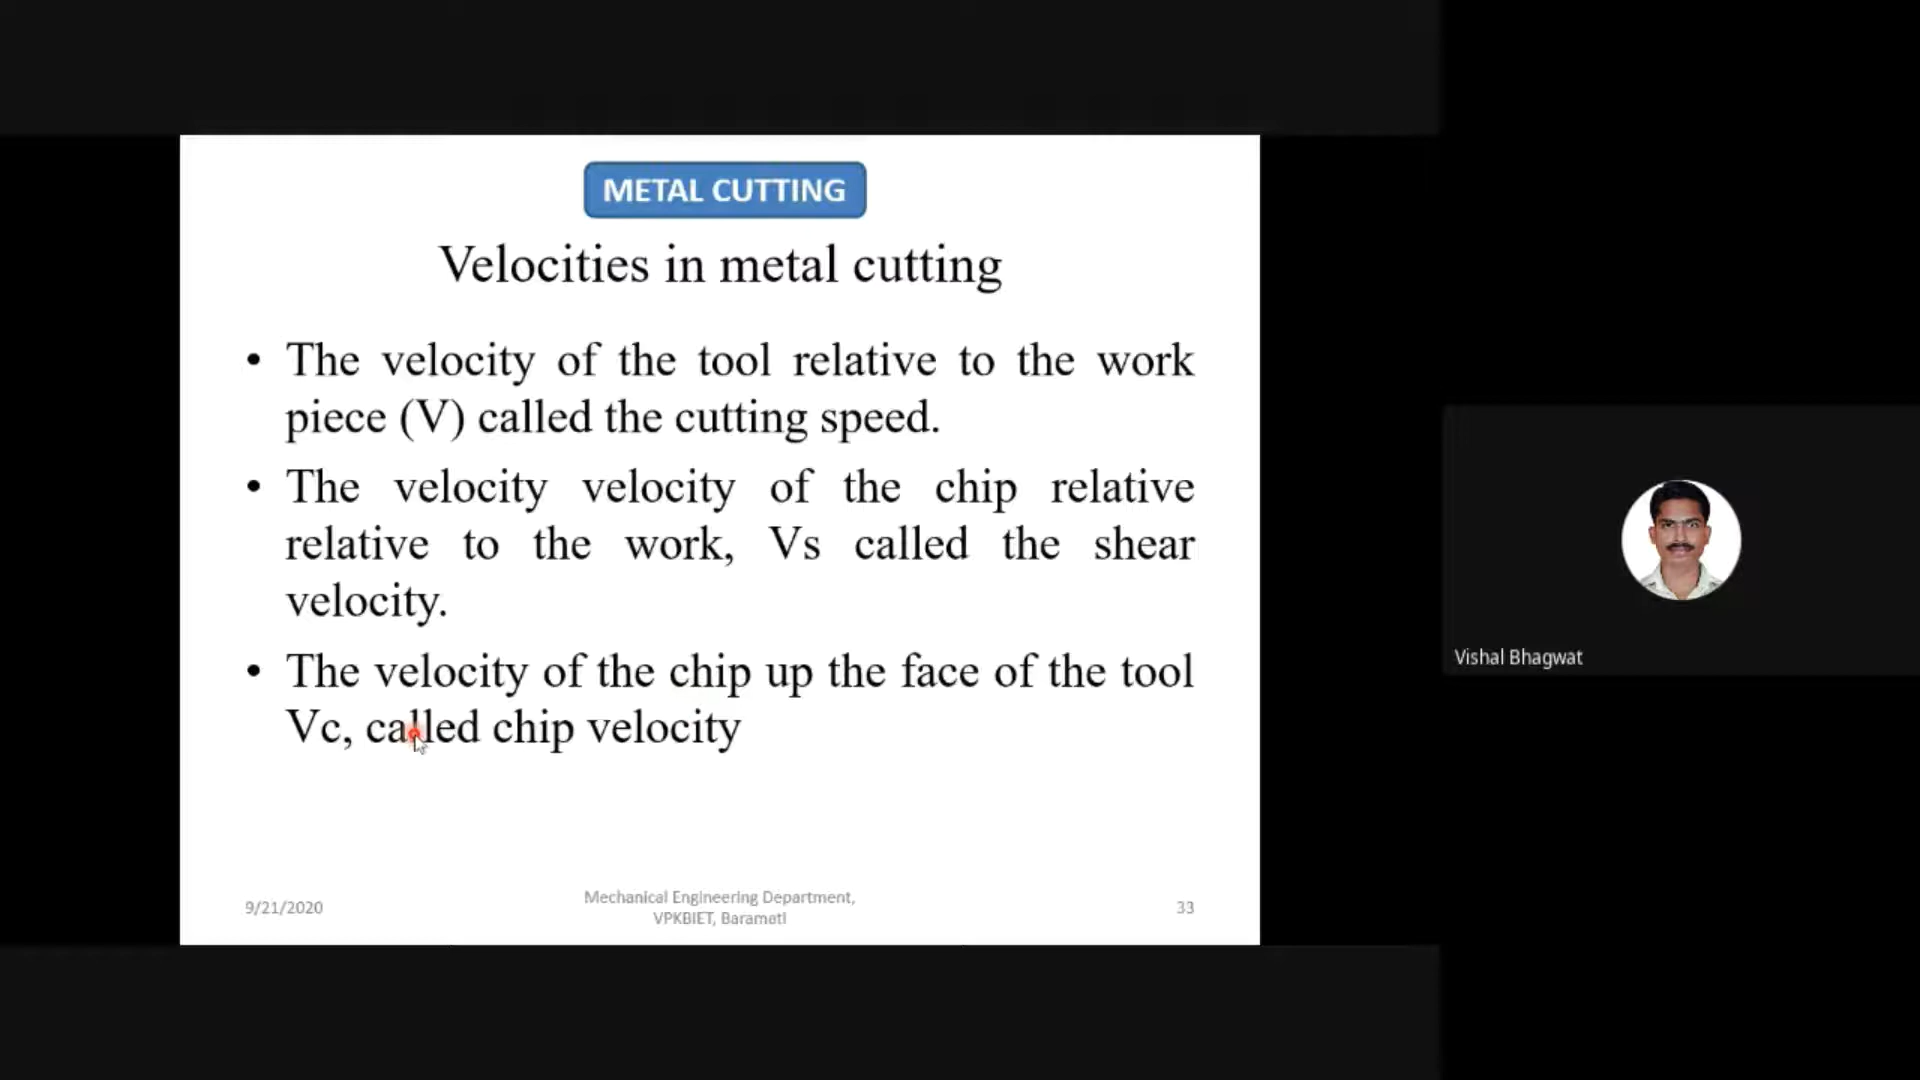 METAL CUTTING
Velocities in metal cutting
• The velocity of the tool relative to the work
piece (V) called the cutting speed.
• The velocity velocity of the chip relative
relative to the work, Vs called the shear
velocity.
• The velocity of the chip up the face of the tool
Vc, called chip velocity
9/21/2020
Mechanical Engineering Department,
VPKBIET, Baramati
33
Vishal Bhagwat